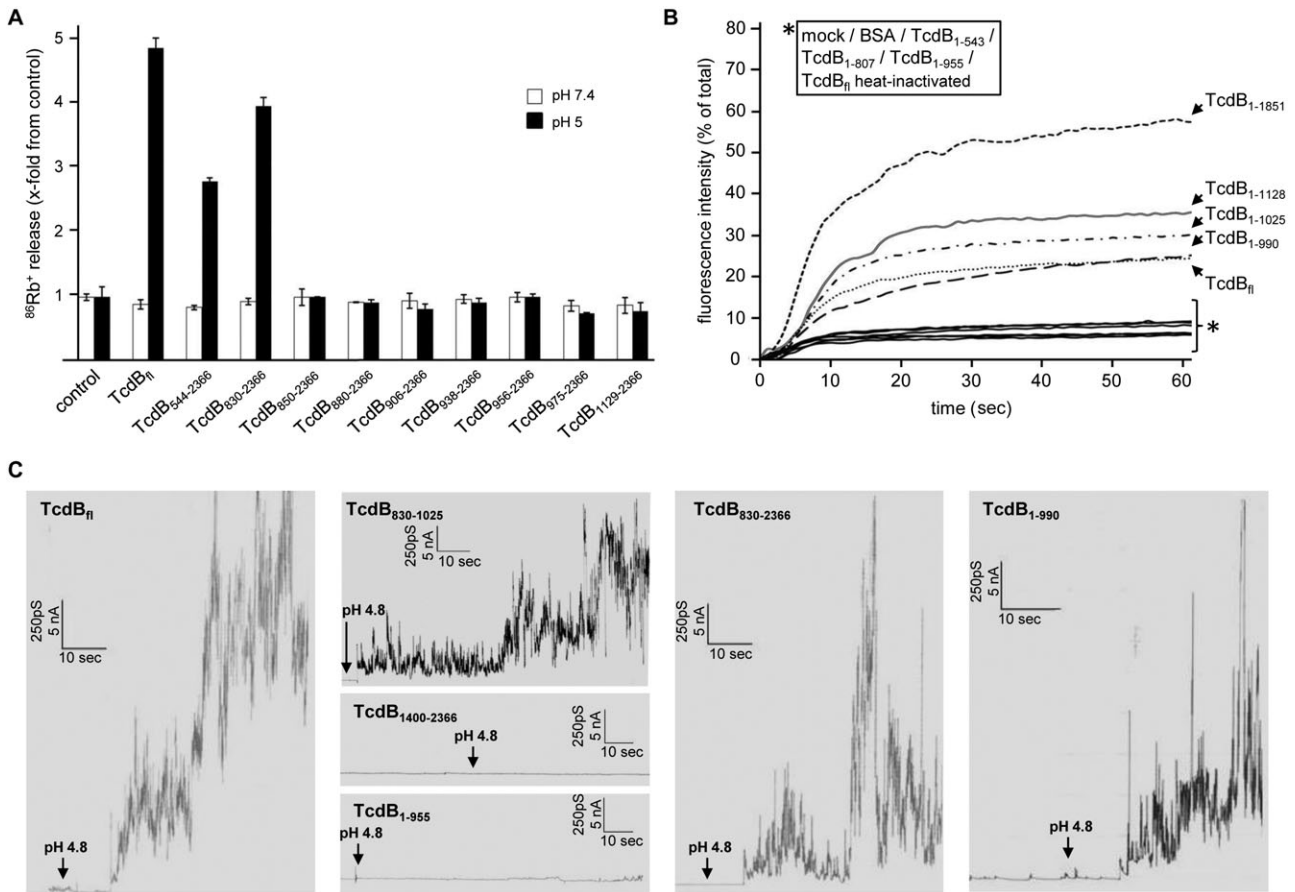 A
⁸⁶Rb⁺ release (x-fold from control)
5
4
3
2
1
pH 7.4
pH 5
control
TcdBfl
TcdB544-2366
TcdB830-2366
TcdB850-2366
TcdB880-2366
TcdB906-2366
TcdB938-2366
TcdB956-2366
TcdB975-2366
TcdB1129-2366
B
* mock / BSA / TcdB1-543 /
TcdB1-807 / TcdB1-955 /
TcdBfl heat-inactivated
fluorescence intensity (% of total)
80
70
60
50
40
30
20
10
0
0 10 20 30 40 50 60
time (sec)
TcdB1-1851
TcdB1-1128
TcdB1-1025
TcdB1-990
TcdBfl
*
C
TcdBfl
250pS
5 nA
10 sec
pH 4.8
TcdB830-1025
250pS
5 nA
10 sec
pH 4.8
TcdB1400-2366
pH 4.8
250pS
5 nA
10 sec
TcdB1-955
pH 4.8
250pS
5 nA
10 sec
TcdB830-2366
250pS
5 nA
10 sec
pH 4.8
TcdB1-990
250pS
5 nA
10 sec
pH 4.8